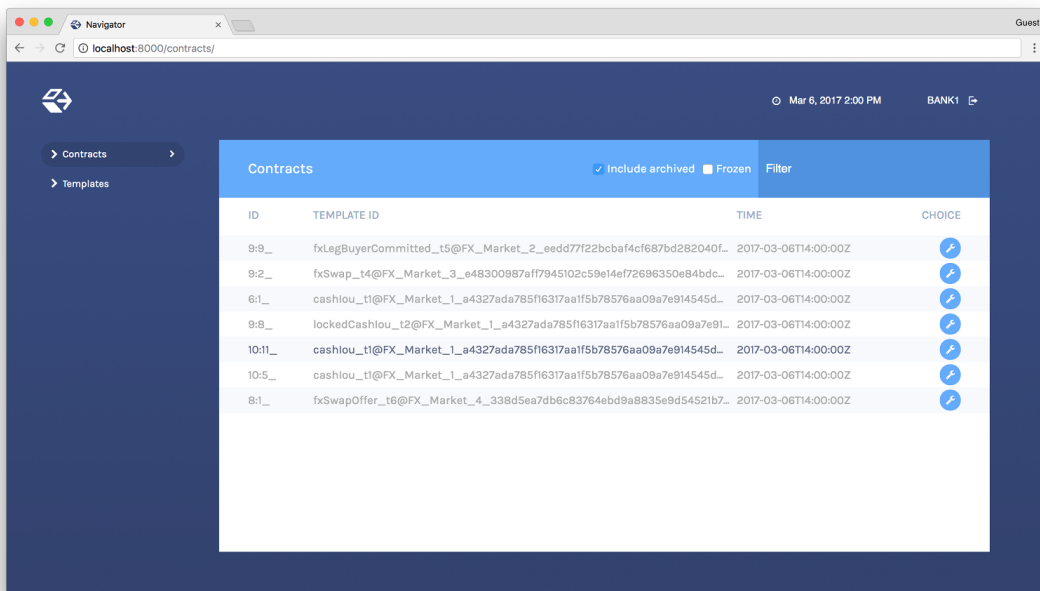 Navigator
Guest
localhost:8000/contracts/
Mar 6, 2017 2:00 PM BANK1
Contracts
Templates
Contracts Include archived Frozen Filter
ID TEMPLATE ID TIME CHOICE
9:9_ fxLegBuyerCommitted_t5@FX_Market_2_eedd77f22bcbaf4cf687bd282040f… 2017-03-06T14:00:00Z
9:2_ fxSwap_t4@FX_Market_3_e48300987aff7945102c59e14ef72696350e84bdc… 2017-03-06T14:00:00Z
6:1_ cashIou_t1@FX_Market_1_a4327ada785f16317aa1f5b78576aa09a7e914545d… 2017-03-06T14:00:00Z
9:8_ lockedCashIou_t2@FX_Market_1_a4327ada785f16317aa1f5b78576aa09a7e91… 2017-03-06T14:00:00Z
10:11_ cashIou_t1@FX_Market_1_a4327ada785f16317aa1f5b78576aa09a7e914545d… 2017-03-06T14:00:00Z
10:5_ cashIou_t1@FX_Market_1_a4327ada785f16317aa1f5b78576aa09a7e914545d… 2017-03-06T14:00:00Z
8:1_ fxSwapOffer_t6@FX_Market_4_338d5ea7db6c83764ebd9a8835e9d54521b7… 2017-03-06T14:00:00Z